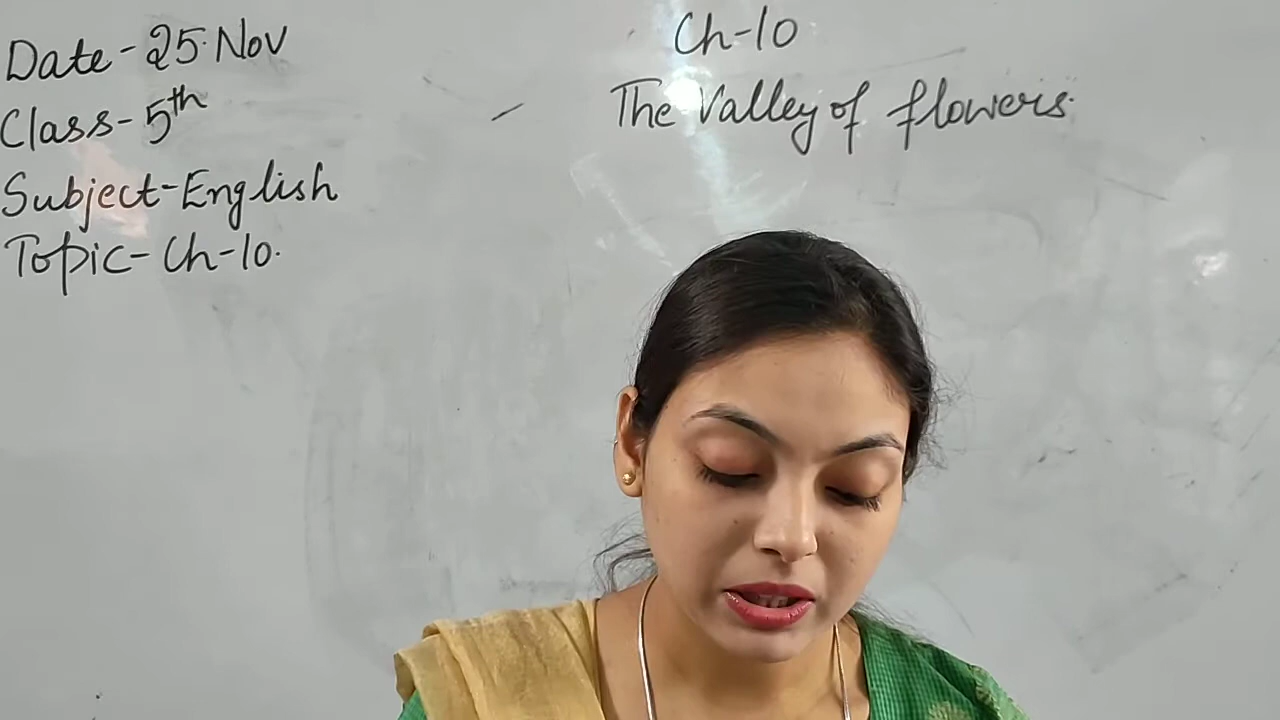 Date - 25 Nov
Class - 5th
Subject - English
Topic - Ch-10.
Ch-10
The Valley of flowers.